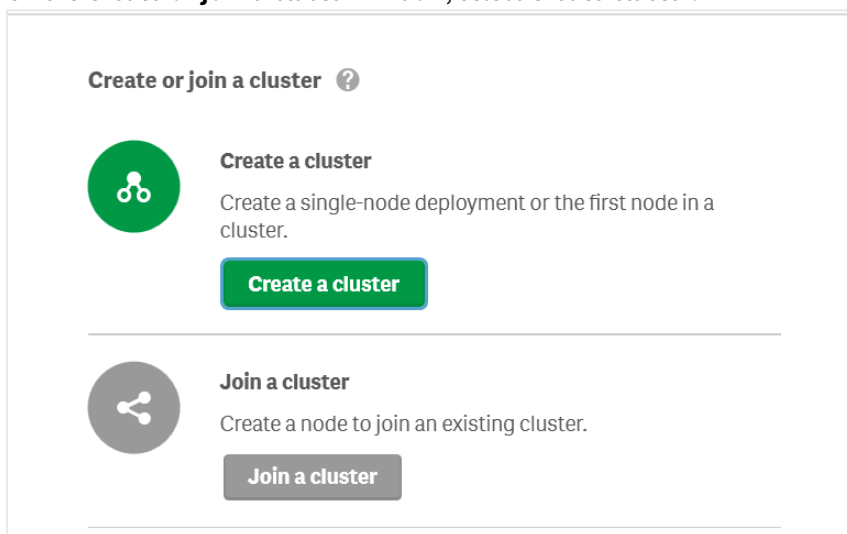 Create or join a cluster ?
Create a cluster
Create a single-node deployment or the first node in a
cluster.
Create a cluster
Join a cluster
Create a node to join an existing cluster.
Join a cluster